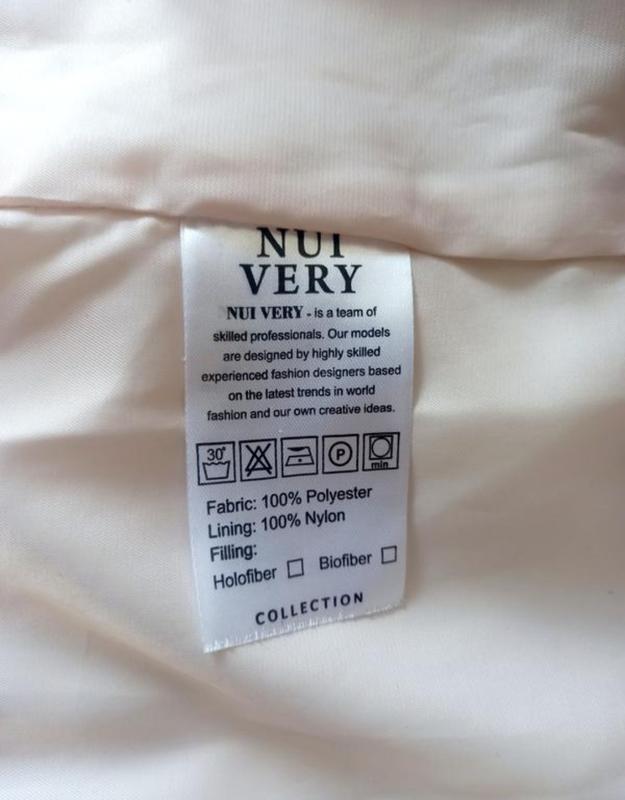 NUI
VERY
NUI VERY - is a team of
skilled professionals. Our models
are designed by highly skilled
experienced fashion designers based
on the latest trends in world
fashion and our own creative ideas.
30° P min
Fabric: 100% Polyester
Lining: 100% Nylon
Filling:
Holofiber ☐ Biofiber ☐
COLLECTION